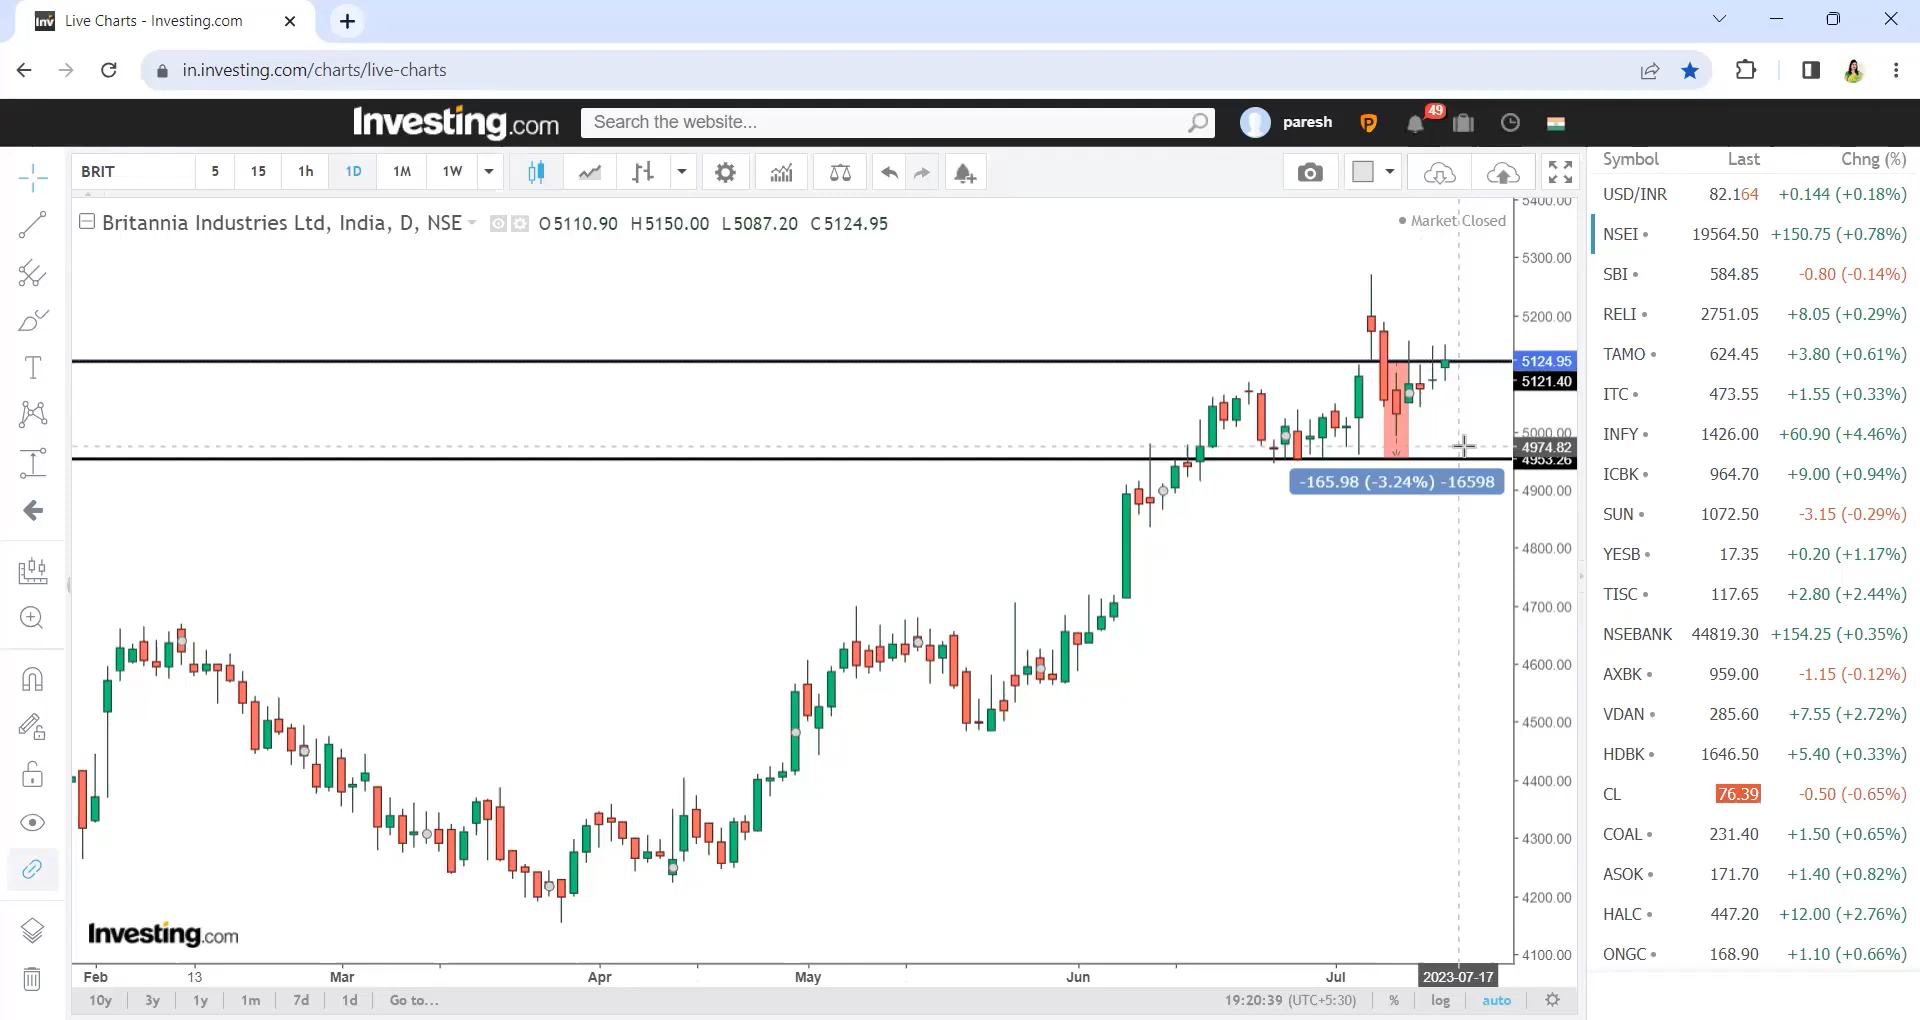 Inv Live Charts - Investing.com
in.investing.com/charts/live-charts
Investing.com Search the website... paresh 49
BRIT 5 15 1h 1D 1M 1W
Britannia Industries Ltd, India, D, NSE O5110.90 H5150.00 L5087.20 C5124.95
Market Closed
5400.00
5300.00
5200.00
5124.95
5121.40
5000.00
4974.82
4953.26
4900.00
4800.00
4700.00
4600.00
4500.00
4400.00
4300.00
4200.00
4100.00
-165.98 (-3.24%) -16598
Investing.com
Feb 13 Mar Apr May Jun Jul 2023-07-17
10y 3y 1y 1m 7d 1d Go to... 19:20:39 (UTC+5:30) % log auto
Symbol Last Chng (%)
USD/INR 82.164 +0.144 (+0.18%)
NSEI 19564.50 +150.75 (+0.78%)
SBI 584.85 -0.80 (-0.14%)
RELI 2751.05 +8.05 (+0.29%)
TAMO 624.45 +3.80 (+0.61%)
ITC 473.55 +1.55 (+0.33%)
INFY 1426.00 +60.90 (+4.46%)
ICBK 964.70 +9.00 (+0.94%)
SUN 1072.50 -3.15 (-0.29%)
YESB 17.35 +0.20 (+1.17%)
TISC 117.65 +2.80 (+2.44%)
NSEBANK 44819.30 +154.25 (+0.35%)
AXBK 959.00 -1.15 (-0.12%)
VDAN 285.60 +7.55 (+2.72%)
HDBK 1646.50 +5.40 (+0.33%)
CL 76.39 -0.50 (-0.65%)
COAL 231.40 +1.50 (+0.65%)
ASOK 171.70 +1.40 (+0.82%)
HALC 447.20 +12.00 (+2.76%)
ONGC 168.90 +1.10 (+0.66%)